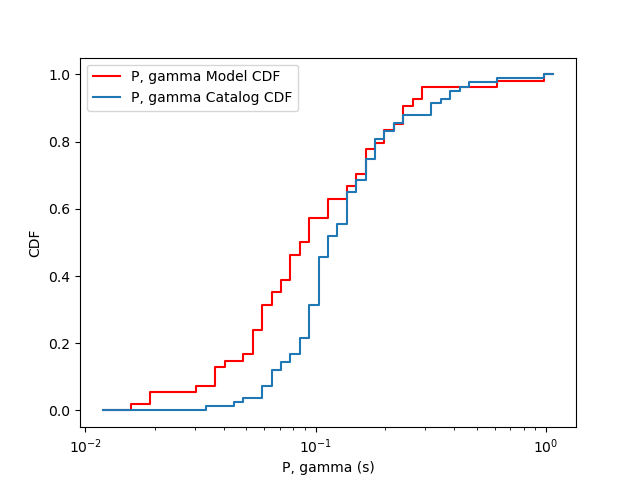 P, gamma Model CDF
P, gamma Catalog CDF
1.0
0.8
0.6
0.4
0.2
0.0
CDF
10⁻²
10⁻¹
10⁰
P, gamma (s)